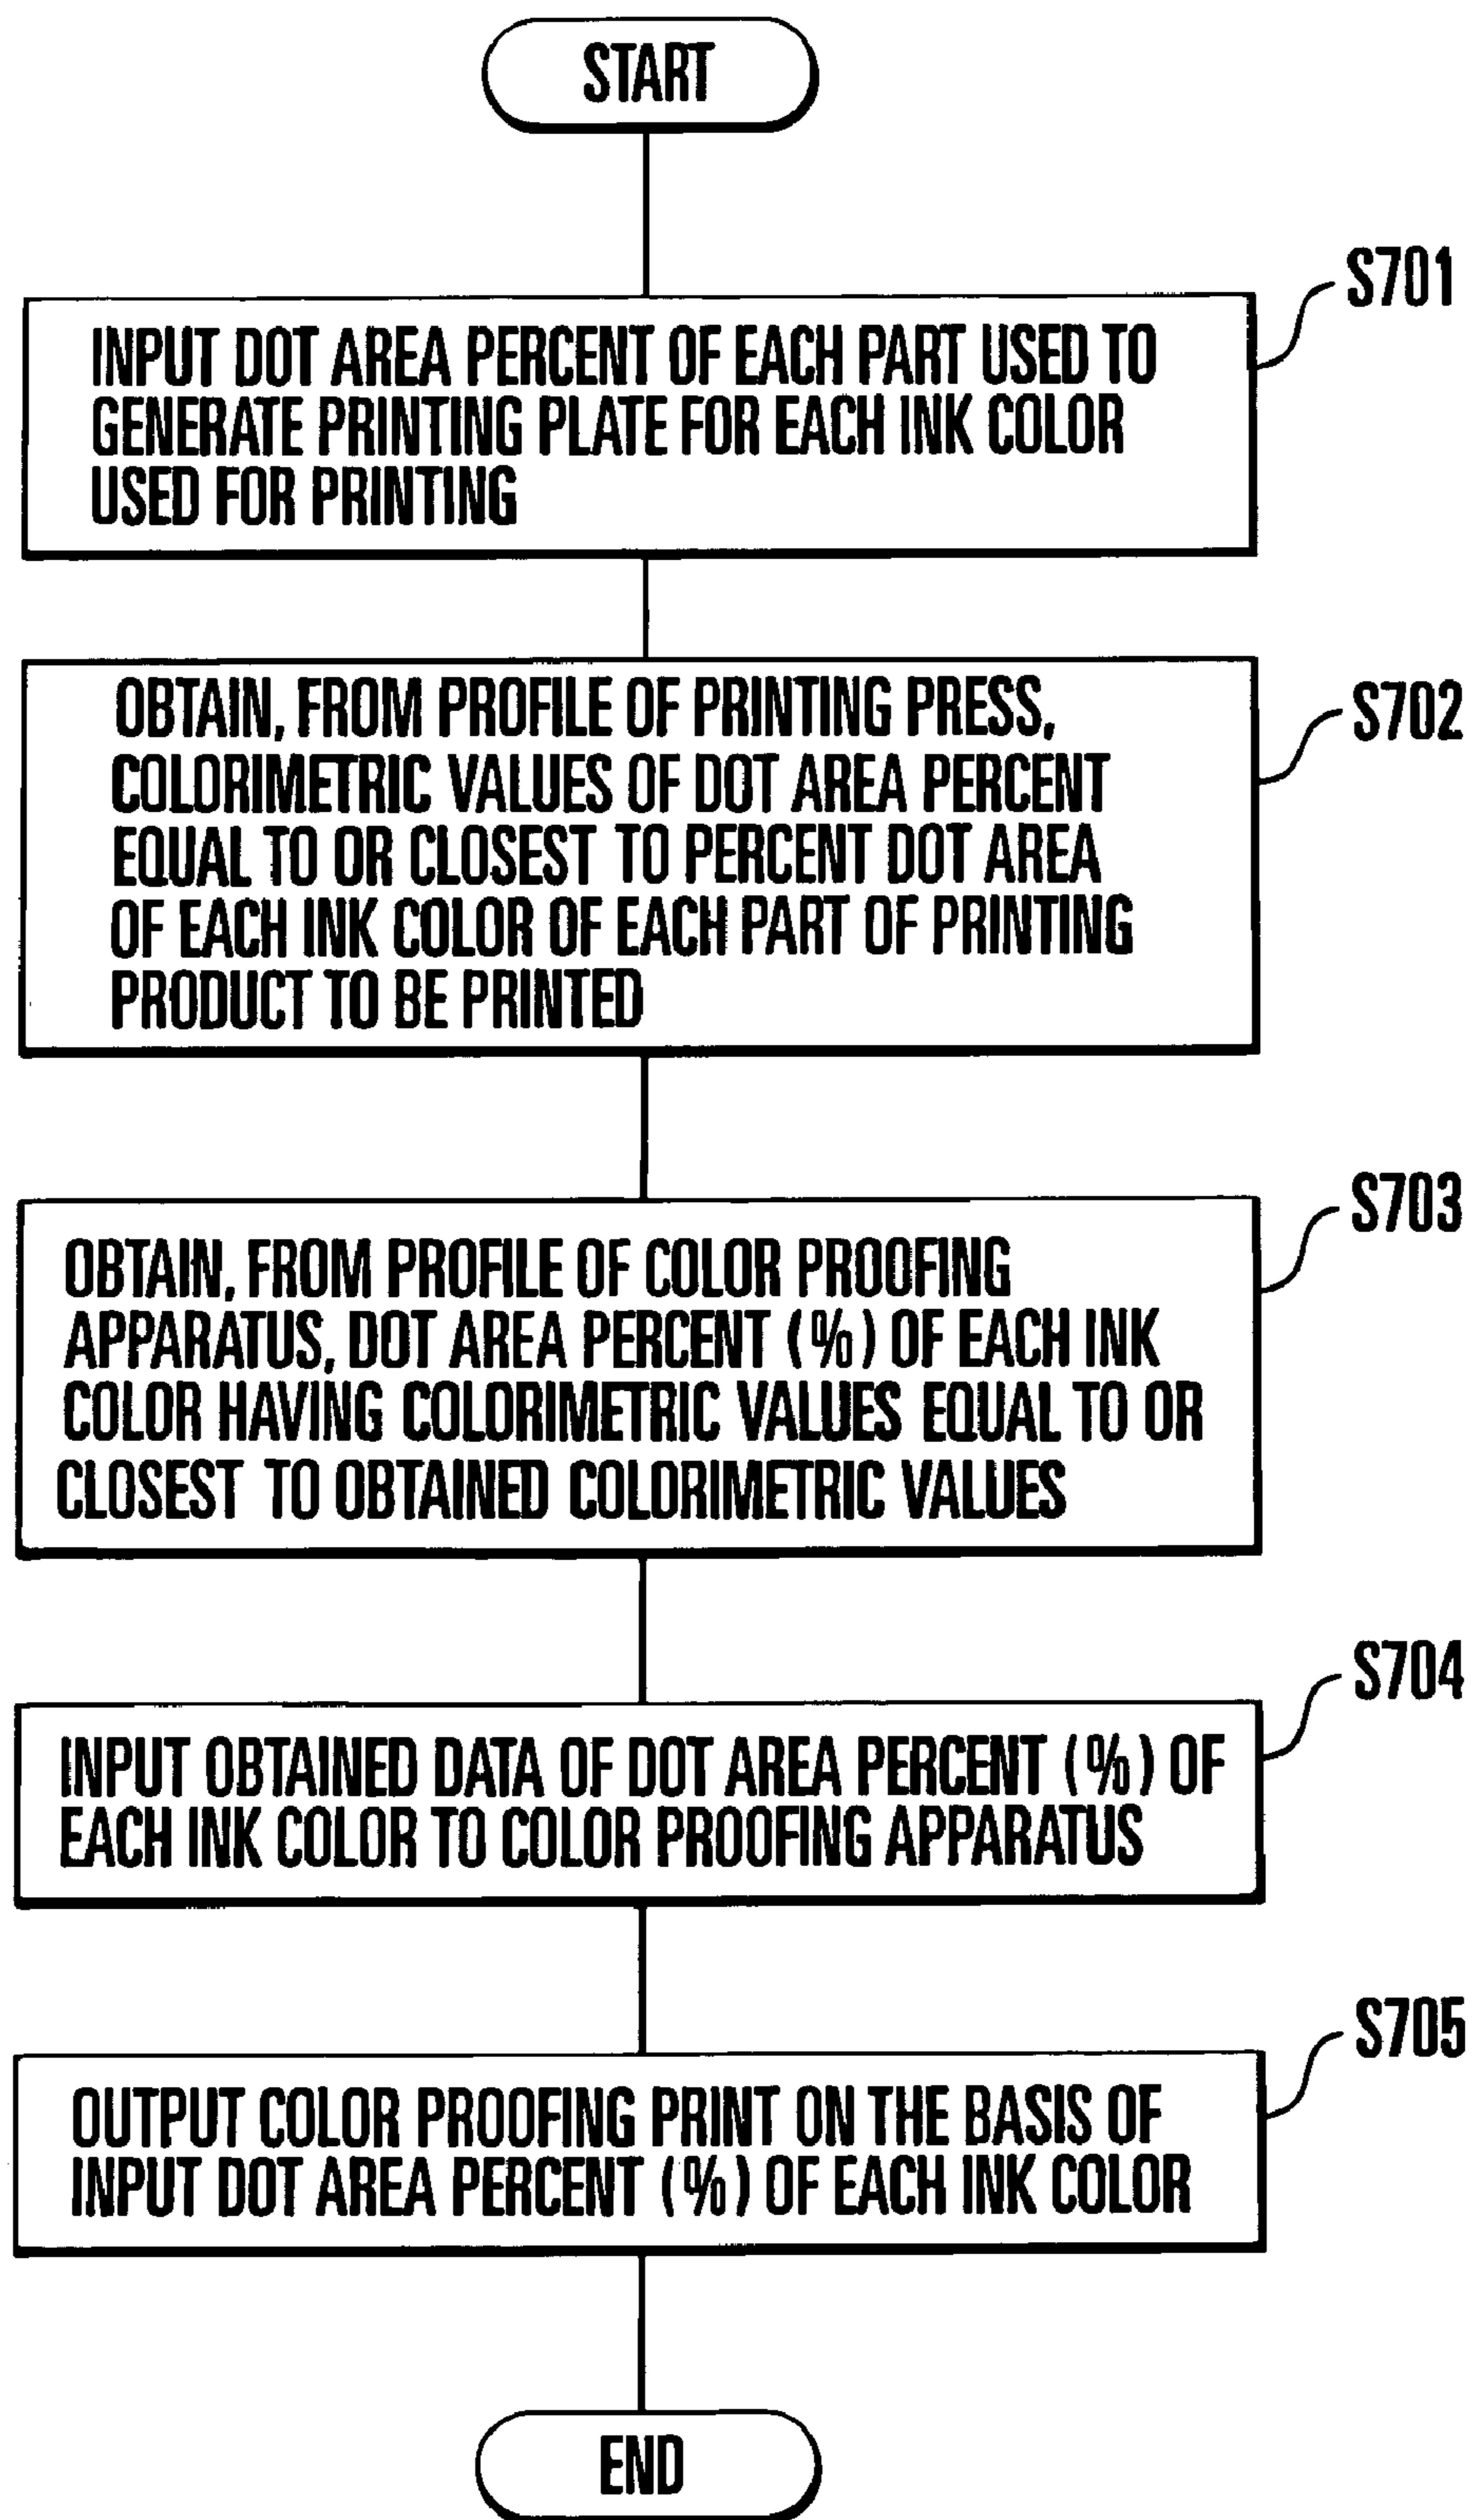 START
S701
INPUT DOT AREA PERCENT OF EACH PART USED TO
GENERATE PRINTING PLATE FOR EACH INK COLOR
USED FOR PRINTING
S702
OBTAIN, FROM PROFILE OF PRINTING PRESS,
COLORIMETRIC VALUES OF DOT AREA PERCENT
EQUAL TO OR CLOSEST TO PERCENT DOT AREA
OF EACH INK COLOR OF EACH PART OF PRINTING
PRODUCT TO BE PRINTED
S703
OBTAIN, FROM PROFILE OF COLOR PROOFING
APPARATUS, DOT AREA PERCENT (%) OF EACH INK
COLOR HAVING COLORIMETRIC VALUES EQUAL TO OR
CLOSEST TO OBTAINED COLORIMETRIC VALUES
S704
INPUT OBTAINED DATA OF DOT AREA PERCENT (%) OF
EACH INK COLOR TO COLOR PROOFING APPARATUS
S705
OUTPUT COLOR PROOFING PRINT ON THE BASIS OF
INPUT DOT AREA PERCENT (%) OF EACH INK COLOR
END